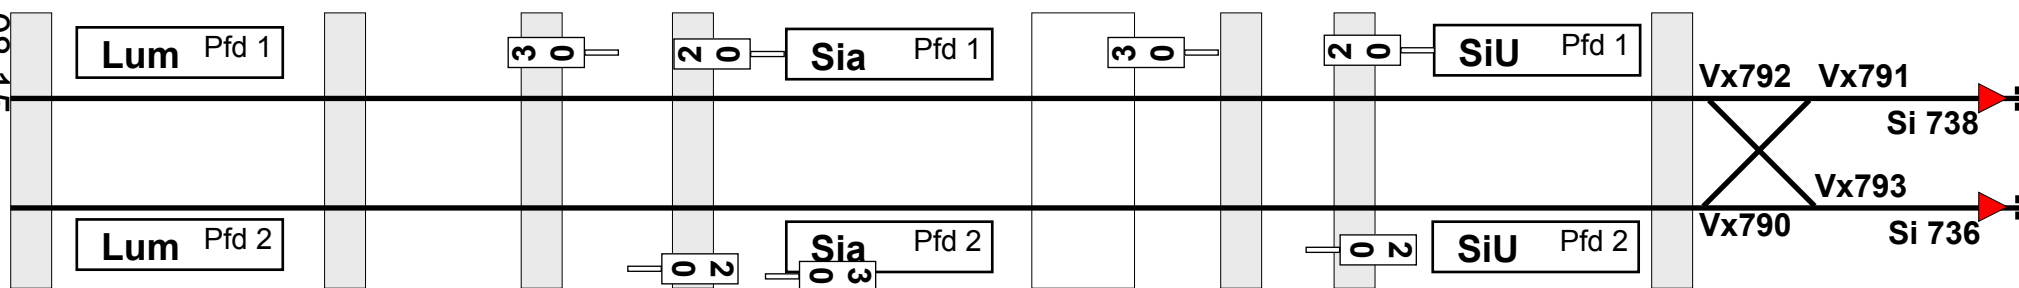 Lum Pfd 1
30
20
Sia Pfd 1
30
20
SiU Pfd 1
Vx792 Vx791
Si 738
Vx793
Vx790
Si 736
Lum Pfd 2
20
Sia Pfd 2
30
20
SiU Pfd 2